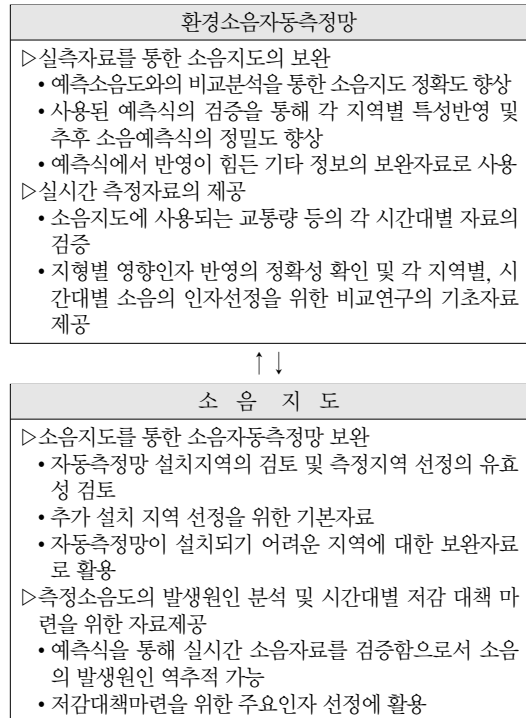 환경소음자동측정망
▷실측자료를 통한 소음지도의 보완
• 예측소음도와의 비교분석을 통한 소음지도 정확도 향상
• 사용된 예측식의 검증을 통해 각 지역별 특성반영 및
추후 소음예측식의 정밀도 향상
• 예측식에서 반영이 힘든 기타 정보의 보완자료로 사용
▷실시간 측정자료의 제공
• 소음지도에 사용되는 교통량 등의 각 시간대별 자료의
검증
• 지형별 영향인자 반영의 정확성 확인 및 각 지역별, 시
간대별 소음의 인자선정을 위한 비교연구의 기초자료
제공
↑↓
소 음 지 도
▷소음지도를 통한 소음자동측정망 보완
• 자동측정망 설치지역의 검토 및 측정지역 선정의 유효
성 검토
• 추가 설치 지역 선정을 위한 기본자료
• 자동측정망이 설치되기 어려운 지역에 대한 보완자료
로 활용
▷측정소음도의 발생원인 분석 및 시간대별 저감 대책 마
련을 위한 자료제공
• 예측식을 통해 실시간 소음자료를 검증함으로서 소음
의 발생원인 역추적 가능
• 저감대책마련을 위한 주요인자 선정에 활용